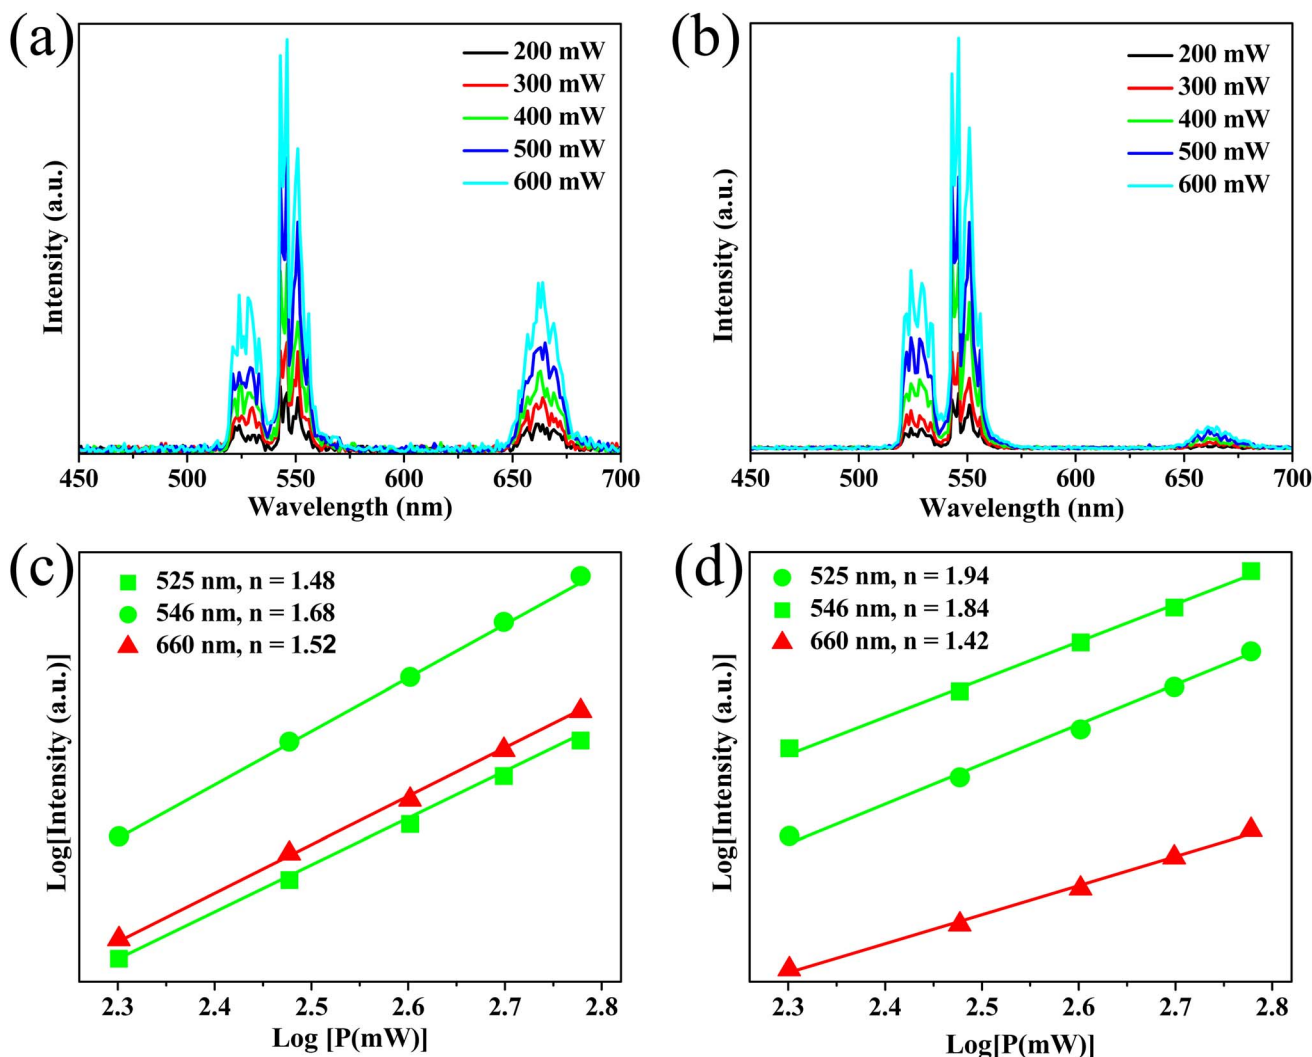 (a)
200 mW
300 mW
400 mW
500 mW
600 mW
Intensity (a.u.)
450 500 550 600 650 700
Wavelength (nm)
(b)
200 mW
300 mW
400 mW
500 mW
600 mW
Intensity (a.u.)
450 500 550 600 650 700
Wavelength (nm)
(c)
525 nm, n = 1.48
546 nm, n = 1.68
660 nm, n = 1.52
Log[Intensity (a.u.)]
2.3 2.4 2.5 2.6 2.7 2.8
Log [P(mW)]
(d)
525 nm, n = 1.94
546 nm, n = 1.84
660 nm, n = 1.42
Log[Intensity (a.u.)]
2.3 2.4 2.5 2.6 2.7 2.8
Log[P(mW)]